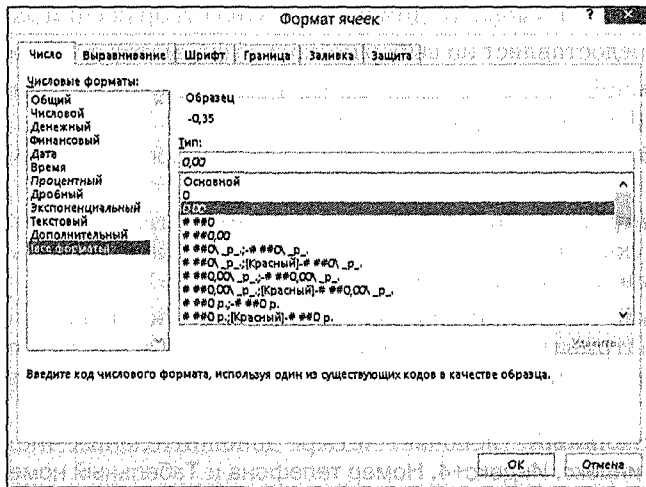 Формат ячеек
?
Число Выравнивание Шрифт Граница Заливка Защита
Числовые форматы:
Общий
Числовой
Денежный
Финансовый
Дата
Время
Процентный
Дробный
Экспоненциальный
Текстовый
Дополнительный
(все форматы)
Образец
-0,35
Тип:
0,00
Основной
0
0,00
# ##0
# ##0,00
# ##0\ _р_.;-# ##0\ _р_.
# ##0\ _р_.;[Красный]-# ##0\ _р_.
# ##0,00\ _р_.;-# ##0,00\ _р_.
# ##0,00\ _р_.;[Красный]-# ##0,00\ _р_.
# ##0 р.;-# ##0 р.
# ##0 р.;[Красный]-# ##0 р.
Удалить
Введите код числового формата, используя один из существующих кодов в качестве образца.
ОК Отмена